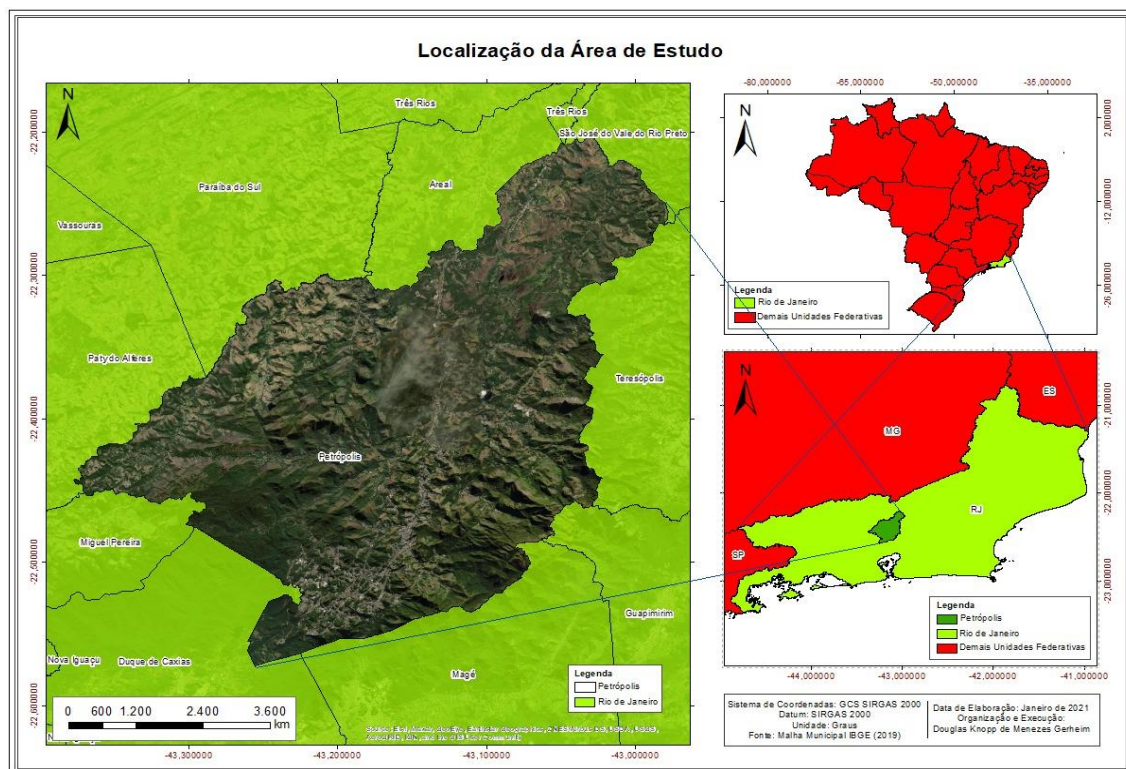 Localização da Área de Estudo
N
-22,200000
-22,300000
-22,400000
-22,500000
-22,600000
Três Rios
Três Rios
São José do Vale do Rio Preto
Paraíba do Sul
Areal
Vassouras
Paty do Alferes
Teresópolis
Petrópolis
Miguel Pereira
Guapimirim
Nova Iguaçu
Duque de Caxias
Magé
Legenda
Petrópolis
Rio de Janeiro
0 600 1.200 2.400 3.600
km
-43,300000 -43,200000 -43,100000 -43,000000
-80,000000 -65,000000 -50,000000 -35,000000
N
2,000000
-12,000000
-26,000000
Legenda
Rio de Janeiro
Demais Unidades Federativas
N
ES
MG
RJ
SP
-21,000000
-22,000000
-23,000000
Legenda
Petrópolis
Rio de Janeiro
Demais Unidades Federativas
-44,000000 -43,000000 -42,000000 -41,000000
Sistema de Coordenadas: GCS SIRGAS 2000
Datum: SIRGAS 2000
Unidade: Graus
Fonte: Malha Municipal IBGE (2019)
Data de Elaboração: Janeiro de 2021
Organização e Execução:
Douglas Knopp de Menezes Gerheim